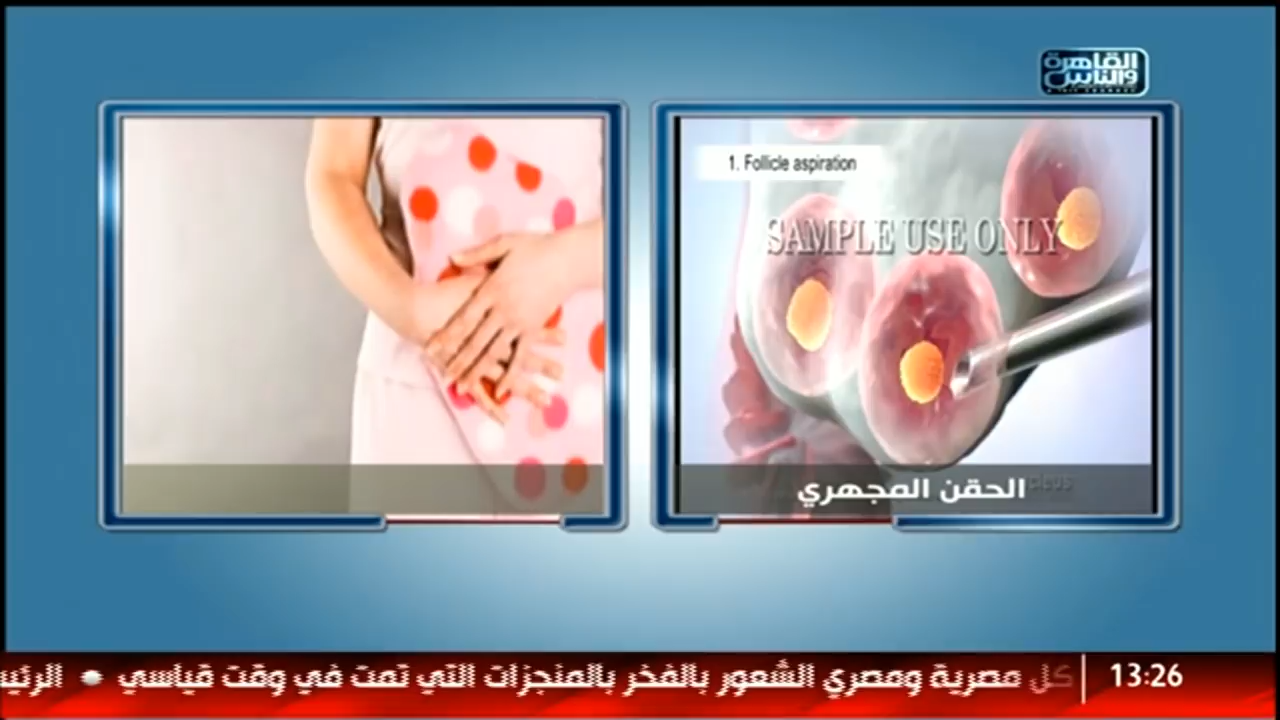 القاهرة
والناس
1. Follicle aspiration
SAMPLE USE ONLY
الحقن المجهري
كل مصرية ومصري الشعور بالفخر بالمنجزات التي تمت في وقت قياسي • الرئيس
13:26